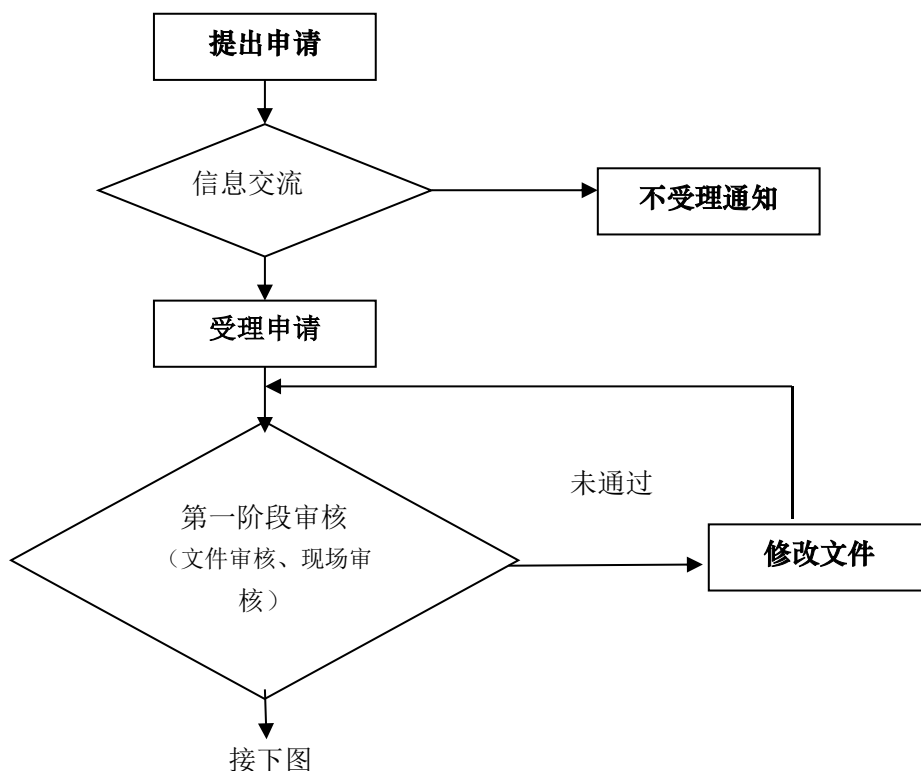 提出申请
信息交流
不受理通知
受理申请
未通过
第一阶段审核
（文件审核、现场审
核）
修改文件
接下图